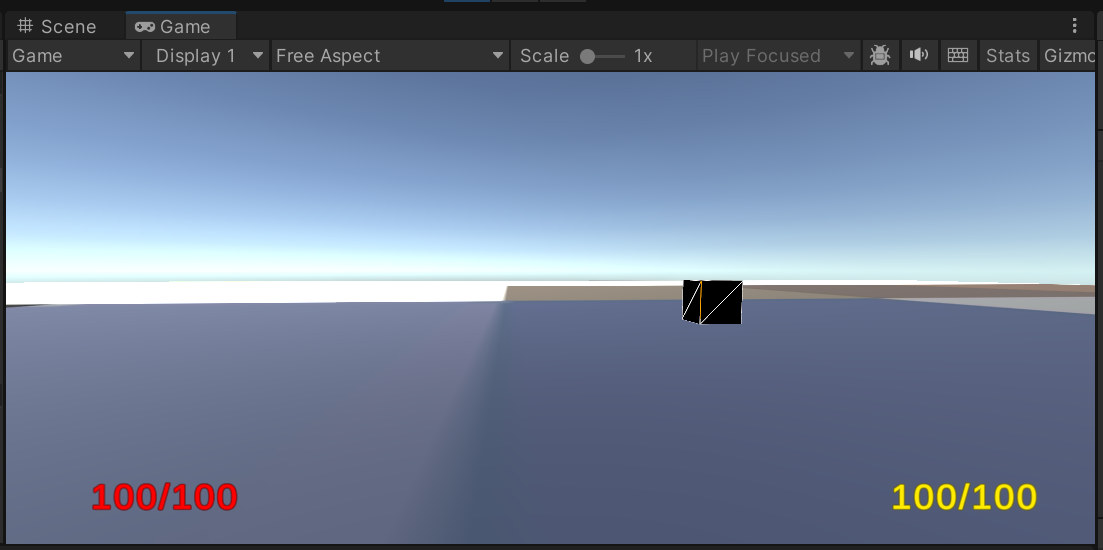 Scene Game
Game Display 1 Free Aspect Scale 1x Play Focused Stats Gizmo
100/100 100/100